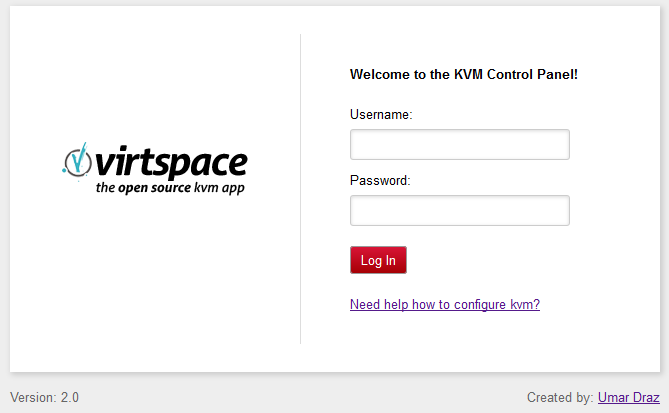 virtspace
the open source kvm app
Welcome to the KVM Control Panel!
Username:
Password:
Log In
Need help how to configure kvm?
Version: 2.0
Created by: Umar Draz